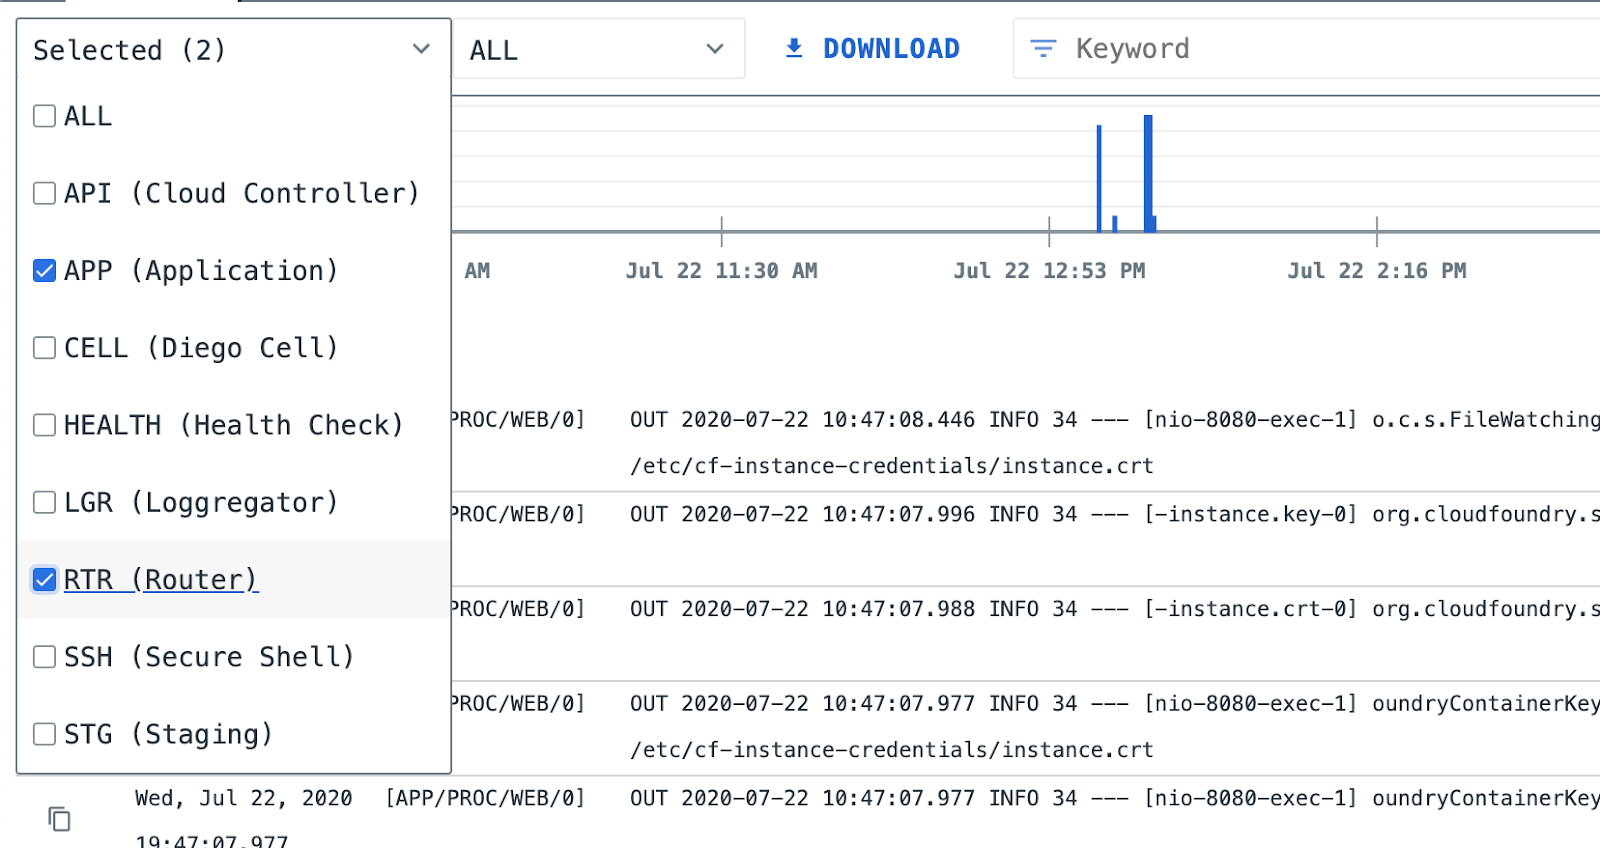 Selected (2)
ALL
DOWNLOAD
Keyword
ALL
API (Cloud Controller)
APP (Application)
CELL (Diego Cell)
HEALTH (Health Check)
LGR (Loggregator)
RTR (Router)
SSH (Secure Shell)
STG (Staging)
AM
Jul 22 11:30 AM
Jul 22 12:53 PM
Jul 22 2:16 PM
PROC/WEB/0] OUT 2020-07-22 10:47:08.446 INFO 34 --- [nio-8080-exec-1] o.c.s.FileWatching
/etc/cf-instance-credentials/instance.crt
PROC/WEB/0] OUT 2020-07-22 10:47:07.996 INFO 34 --- [-instance.key-0] org.cloudfoundry.s
PROC/WEB/0] OUT 2020-07-22 10:47:07.988 INFO 34 --- [-instance.crt-0] org.cloudfoundry.s
PROC/WEB/0] OUT 2020-07-22 10:47:07.977 INFO 34 --- [nio-8080-exec-1] oundryContainerKey
/etc/cf-instance-credentials/instance.crt
Wed, Jul 22, 2020 [APP/PROC/WEB/0] OUT 2020-07-22 10:47:07.977 INFO 34 --- [nio-8080-exec-1] oundryContainerKey
19:47:07.977